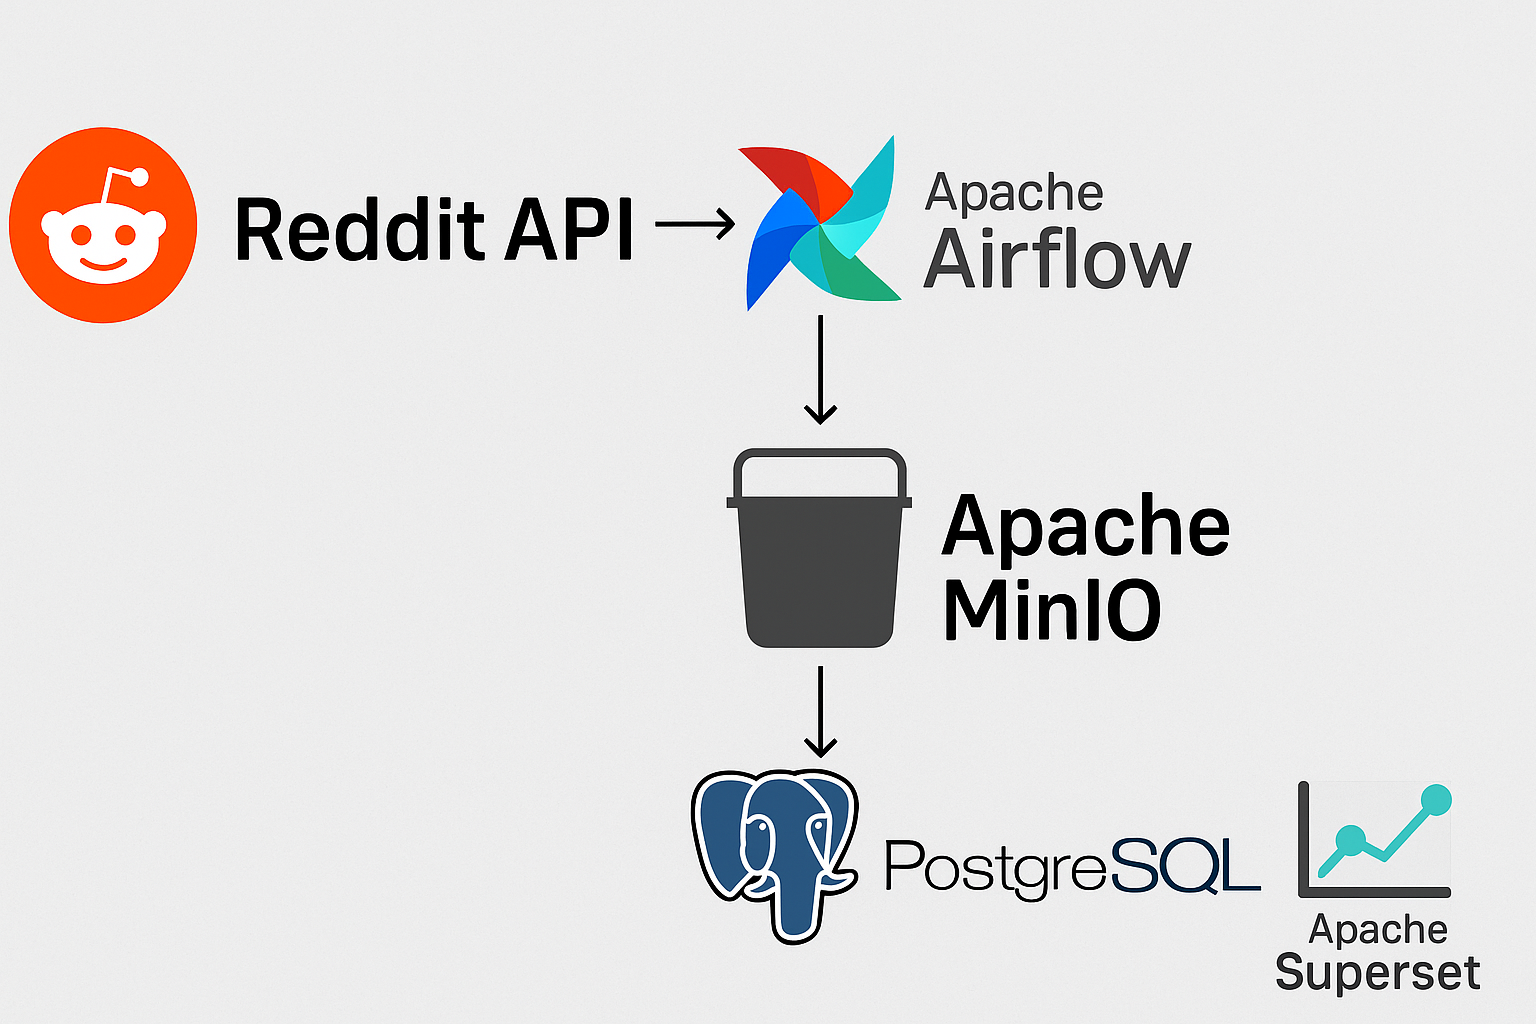 Reddit API
Apache
Airflow
Apache
MinIO
PostgreSQL
Apache
Superset